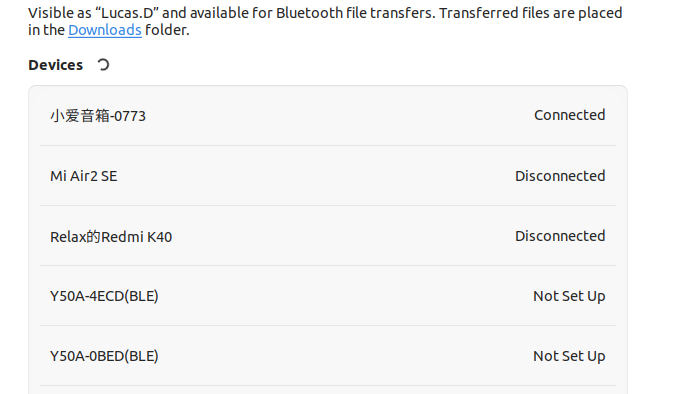 Visible as “Lucas.D” and available for Bluetooth file transfers. Transferred files are placed
in the Downloads folder.
Devices
小爱音箱-0773 Connected
Mi Air2 SE Disconnected
Relax的Redmi K40 Disconnected
Y50A-4ECD(BLE) Not Set Up
Y50A-0BED(BLE) Not Set Up